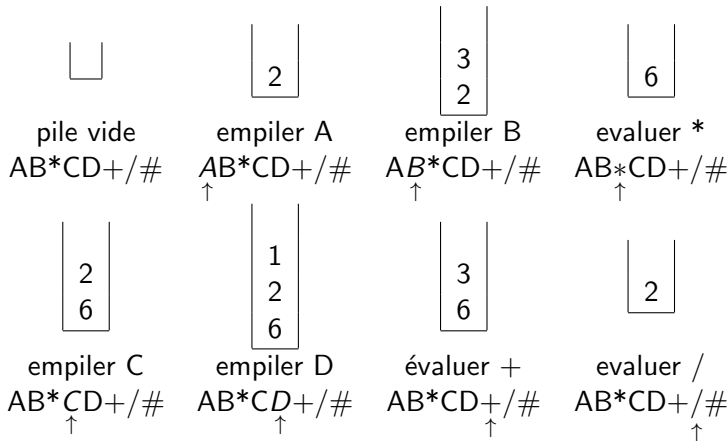 2
3
2
6
pile vide
empiler A
empiler B
evaluer *
AB*CD+/#
AB*CD+/#
AB*CD+/#
AB*CD+/#
↑
↑
↑
2
6
1
2
6
3
6
2
empiler C
empiler D
évaluer +
evaluer /
AB*CD+/#
AB*CD+/#
AB*CD+/#
AB*CD+/#
↑
↑
↑
↑